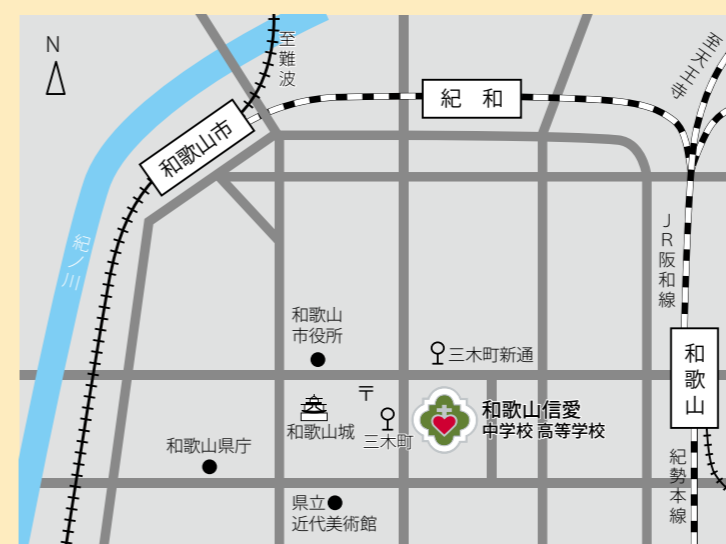 N
至難波
至天王寺
紀和
和歌山市
紀ノ川
JR阪和線
和歌山
市役所
三木町新通
和歌山
〒
和歌山城
三木町
和歌山信愛
中学校 高等学校
和歌山県庁
紀勢本線
県立
近代美術館